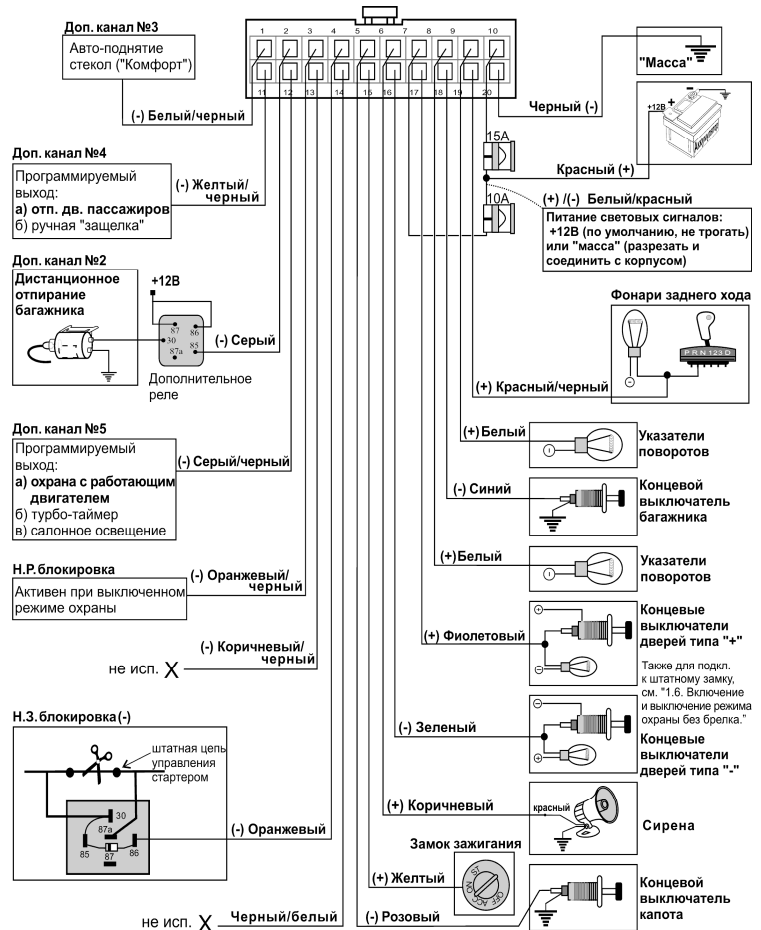 1 2 3 4 5 6 7 8 9 10
11 12 13 14 15 16 17 18 19 20
Доп. канал №3
Авто-поднятие
стекол ("Комфорт")
(-) Белый/черный
Доп. канал №4
Программируемый
выход:
а) отп. дв. пассажиров
б) ручная "защелка"
(-) Желтый/
черный
Доп. канал №2
Дистанционное
отпирание
багажника
+12В
87 86
30
85
87а
(-) Серый
Дополнительное
реле
Доп. канал №5
Программируемый
выход:
а) охрана с работающим
двигателем
б) турбо-таймер
в) салонное освещение
(-) Серый/черный
Н.Р. блокировка
Активен при выключенном
режиме охраны
(-) Оранжевый/
черный
(-) Коричневый/
черным
не исп. X
Н.З. блокировка (-)
штатная цепь
управления
стартером
30
87а
85 87 86
(-) Оранжевый
не исп. X
Черный/белый
Черный (-)
"Масса"
+12В + -
Аккумулятор
15А
Красный (+)
10А
(+) /(-) Белый/красный
Питание световых сигналов:
+12В (по умолчанию, не трогать)
или "масса" (разрезать и
соединить с корпусом)
Фонари заднего хода
P R N 1 2 3 D
(+) Красный/черный
(+)Белый
Указатели
поворотов
(-) Синий
Концевой
выключатель
багажника
(+)Белый
Указатели
поворотов
(+) Фиолетовый
Концевые
выключатели
дверей типа "+"
Также для подкл.
к штатному замку,
см. "1.6. Включение
и выключение режима
охраны без брелка."
(-) Зеленый
Концевые
выключатели
дверей типа "-"
(+) Коричневый
красный
Сирена
Замок зажигания
(+) Желтый
OFF ACC ON ST
(-) Розовый
Концевой
выключатель
капота